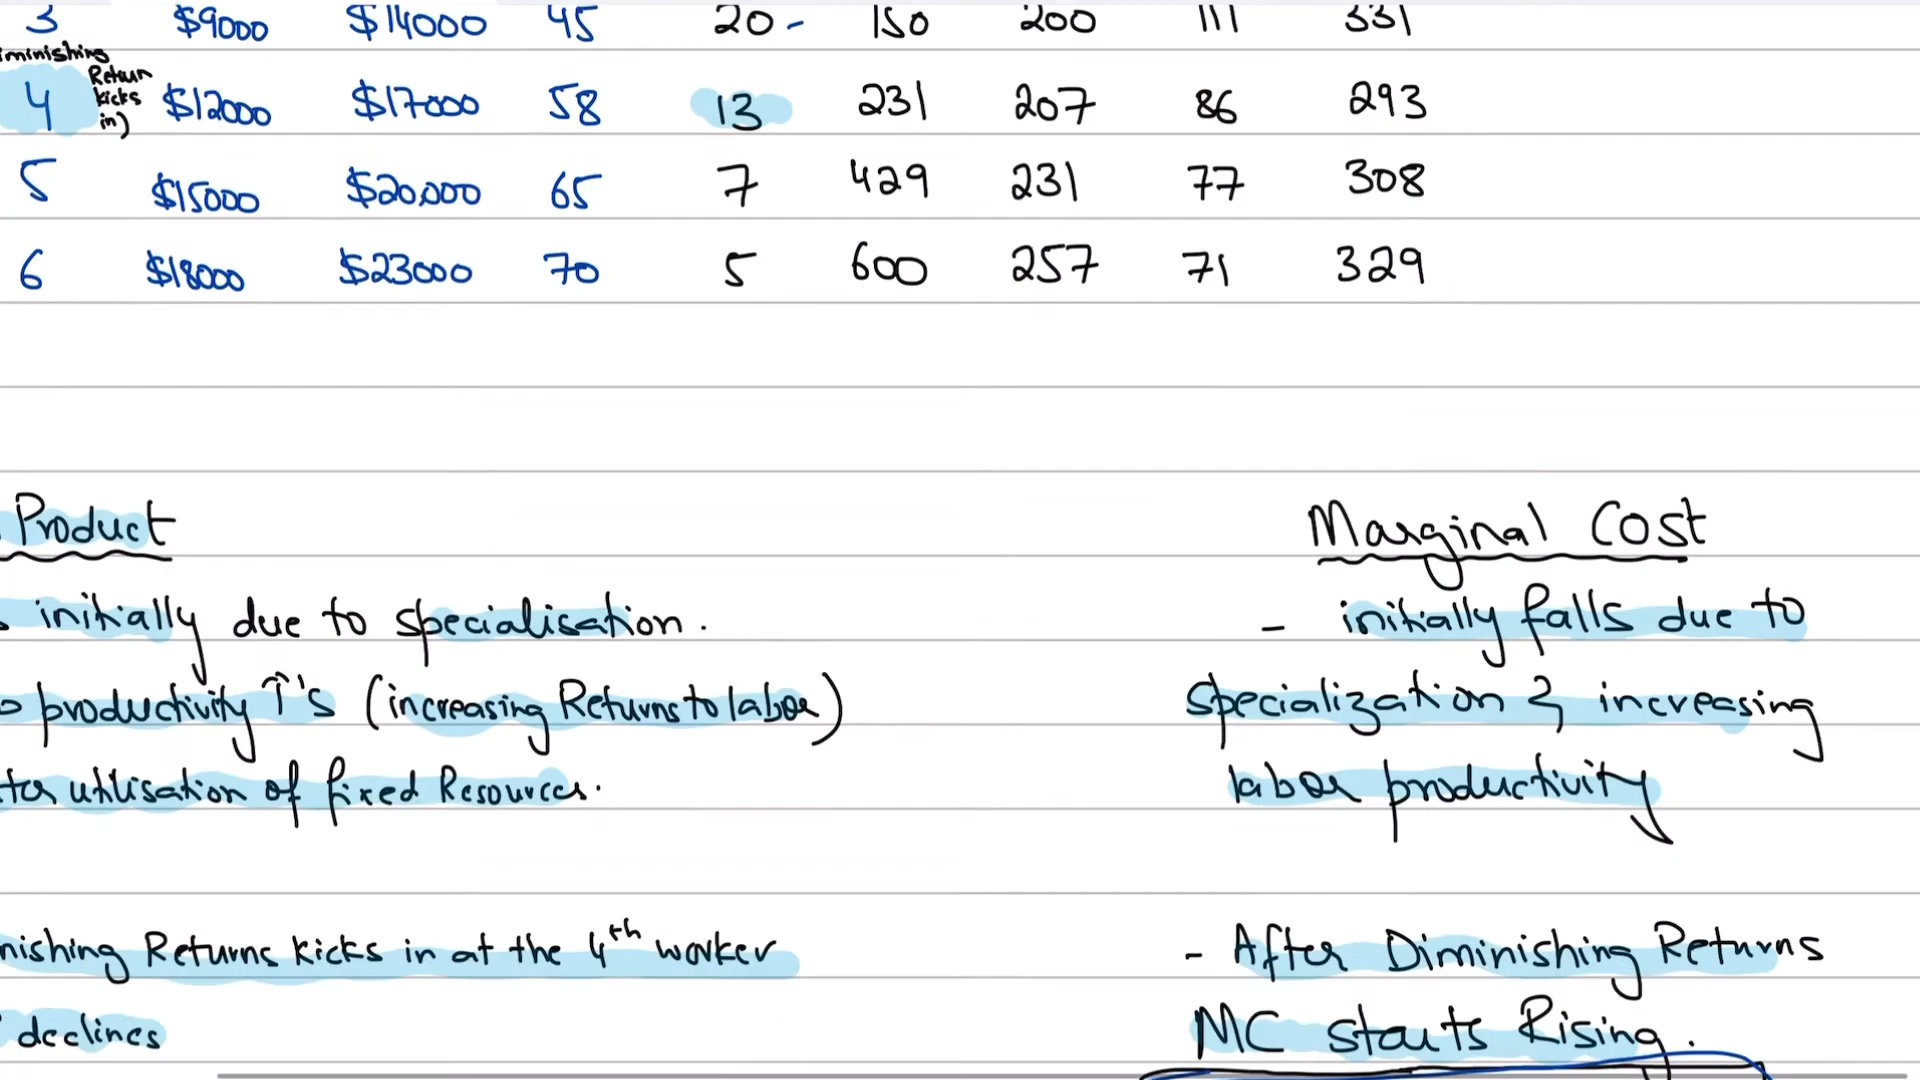 3 $9000 $14000 45 20 - 150 200 111 331
iminishing
Return
kicks
in)
4 $12000 $17000 58 13 231 207 86 293
5 $15000 $20,000 65 7 429 231 77 308
6 $18000 $23000 70 5 600 257 71 329
Product
initially due to specialisation.
productivity ↑'s (increasing Returns to labor)
ter utilisation of fixed Resources.
nishing Returns kicks in at the 4th worker
declines
Marginal Cost
- initially falls due to
specialization & increasing
labor productivity
- After Diminishing Returns
MC starts Rising.